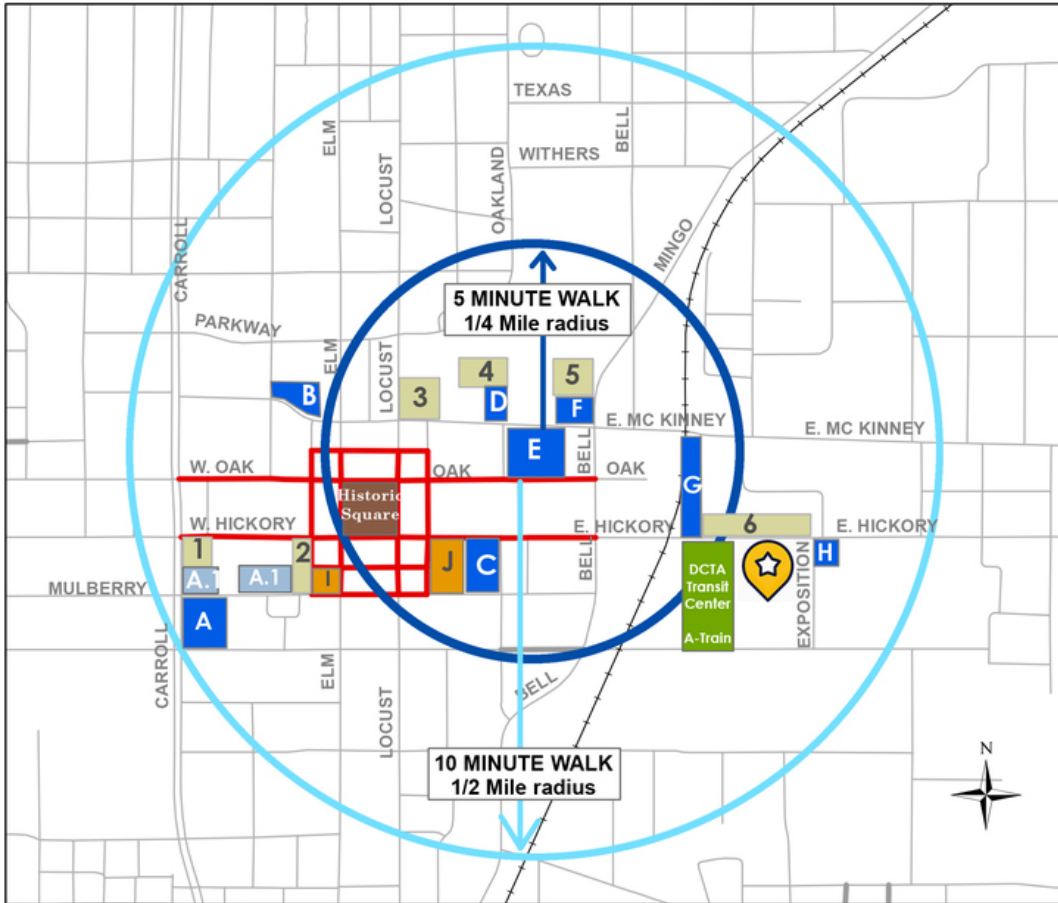 TEXAS
WITHERS
ELM
LOCUST
OAKLAND
BELL
MINGO
CARROLL
5 MINUTE WALK
1/4 Mile radius
PARKWAY
ELM
LOCUST
B
3
4
5
D
F
E. MC KINNEY
E. MC KINNEY
E
BELL
W. OAK
OAK
OAK
G
Historic
Square
W. HICKORY
E. HICKORY
6
E. HICKORY
1
2
A.1
A.1
I
J
C
BELL
H
MULBERRY
DCTA
Transit
Center
A-Train
EXPOSITION
A
CARROLL
ELM
LOCUST
BELL
10 MINUTE WALK
1/2 Mile radius
N